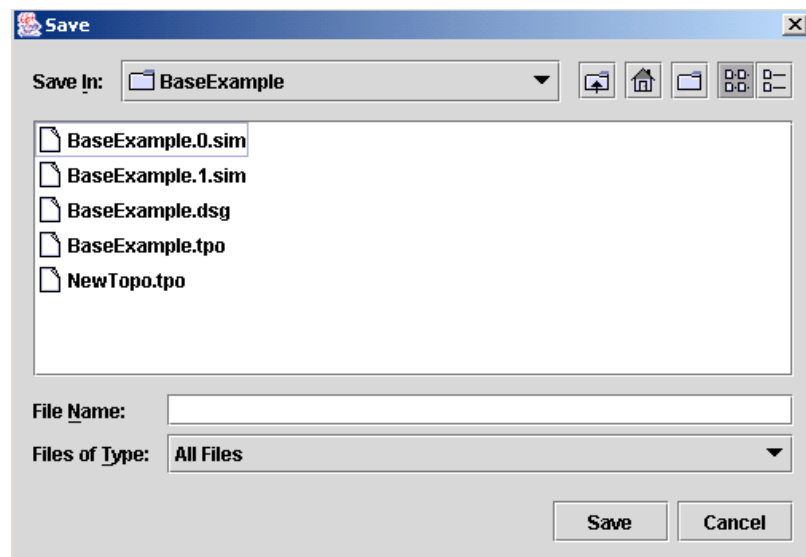 Save
Save In: BaseExample
BaseExample.0.sim
BaseExample.1.sim
BaseExample.dsg
BaseExample.tpo
NewTopo.tpo
File Name:
Files of Type: All Files
Save Cancel